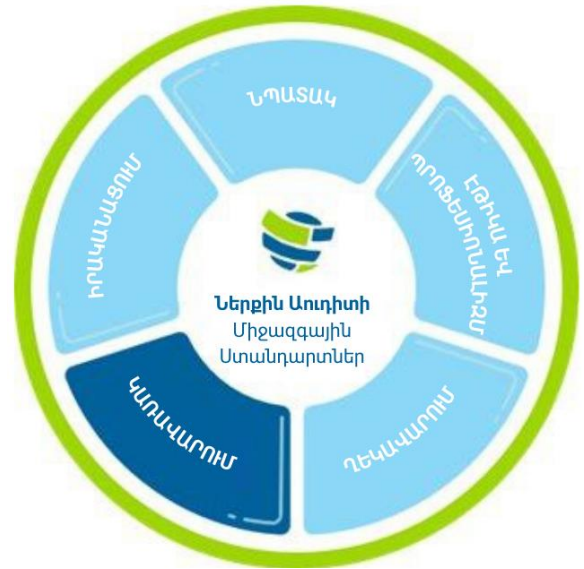 ՆՊԱՏԱԿ
ԷԹԻԿԱ ԵՎ
ՊՐՈՖԵՍԻՈՆԱԼԻԶՄ
ՂԵԿԱՎԱՐՈՒՄ
ԿԱՌԱՎԱՐՈՒՄ
ԻՐԱԿԱՆԱՑՈՒՄ
Ներքին Աուդիտի
Միջազգային
Ստանդարտներ